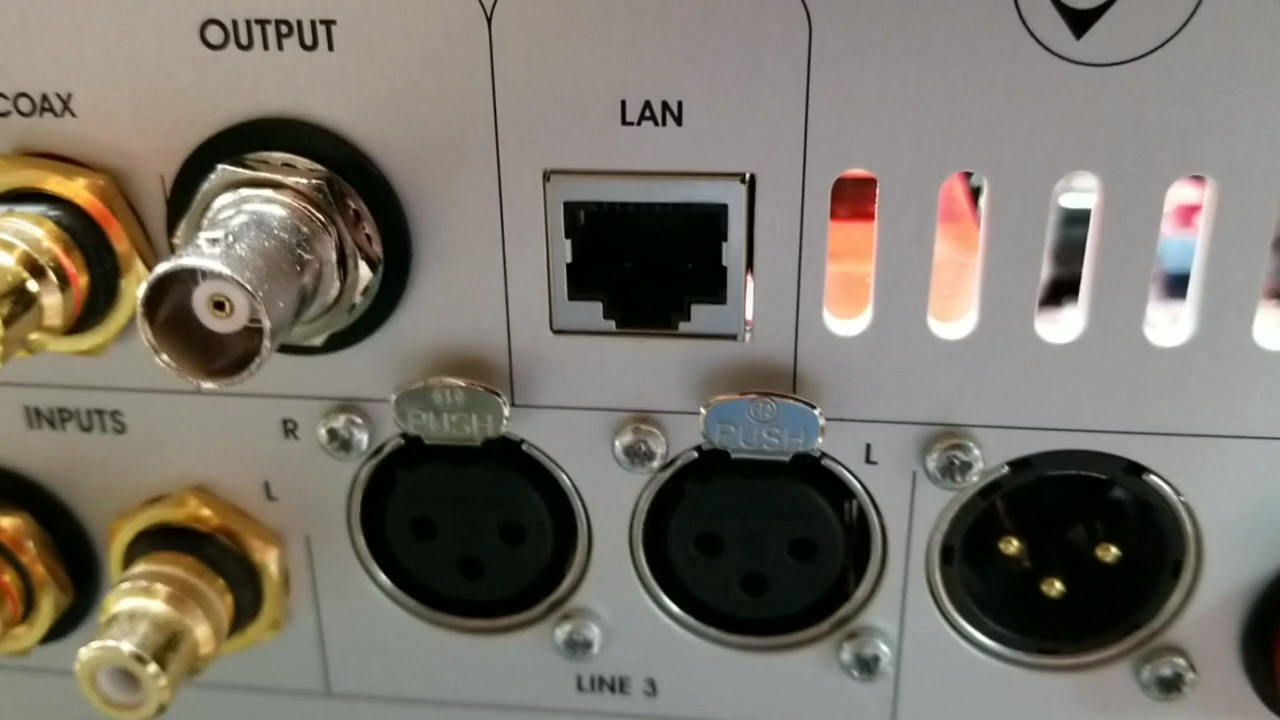 OUTPUT
COAX
LAN
INPUTS
R
PUSH
PUSH
L
L
LINE 3